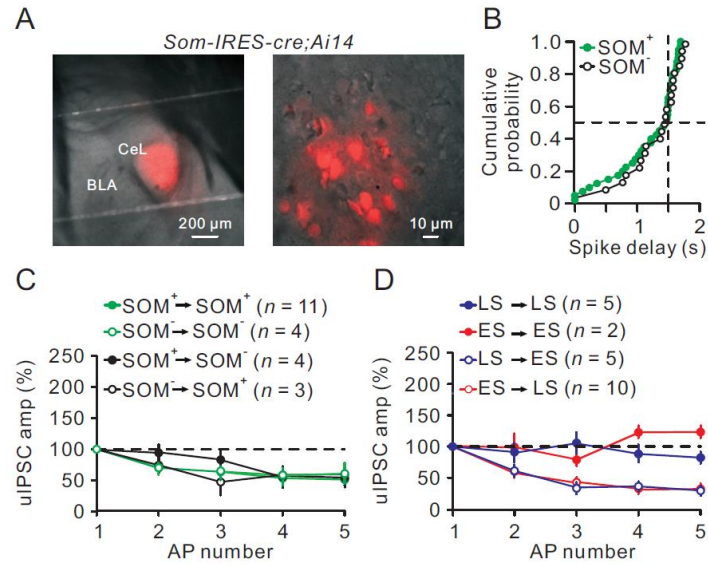 A
Som-IRES-cre;Ai14
CeL
BLA
200 µm
10 µm
B
SOM+
SOM-
Cumulative
probability
1.0
0.8
0.6
0.4
0.2
0
0 1 2
Spike delay (s)
C
SOM+ → SOM+ (n = 11)
SOM- → SOM- (n = 4)
SOM+ → SOM- (n = 4)
SOM- → SOM+ (n = 3)
uIPSC amp (%)
250
200
150
100
50
0
1 2 3 4 5
AP number
D
LS → LS (n = 5)
ES → ES (n = 2)
LS → ES (n = 5)
ES → LS (n = 10)
uIPSC amp (%)
250
200
150
100
50
0
1 2 3 4 5
AP number